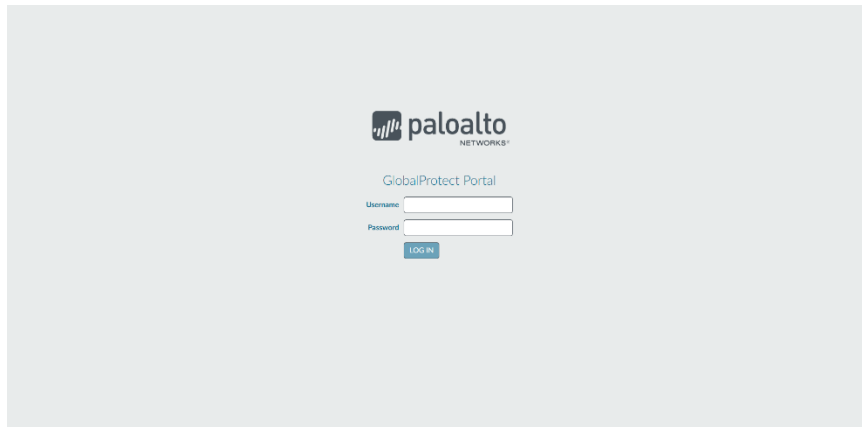 paloalto
NETWORKS®
GlobalProtect Portal
Username
Password
LOG IN